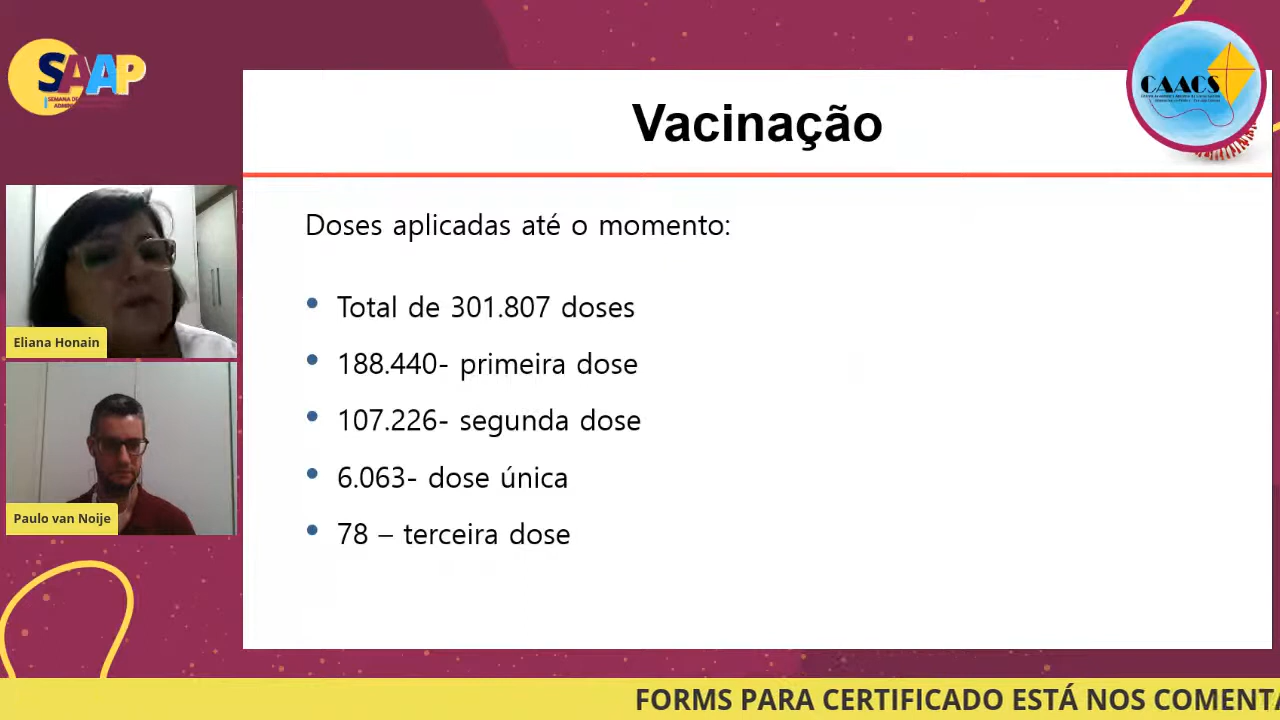 SAAP
SEMANA DE
CAACS
Vacinação
Doses aplicadas até o momento:
• Total de 301.807 doses
• 188.440- primeira dose
• 107.226- segunda dose
• 6.063- dose única
• 78 – terceira dose
Eliana Honain
Paulo van Noije
FORMS PARA CERTIFICADO ESTÁ NOS COMENTA